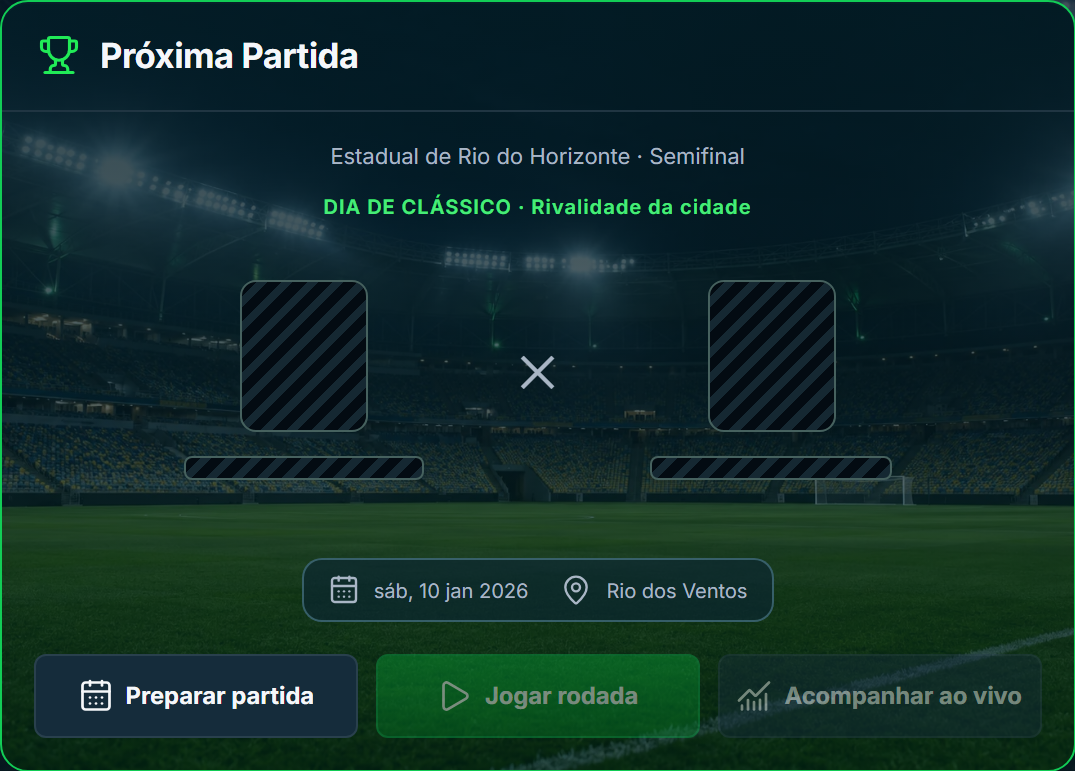 Próxima Partida
Estadual de Rio do Horizonte · Semifinal
DIA DE CLÁSSICO · Rivalidade da cidade
sáb, 10 jan 2026
Rio dos Ventos
Preparar partida
Jogar rodada
Acompanhar ao vivo